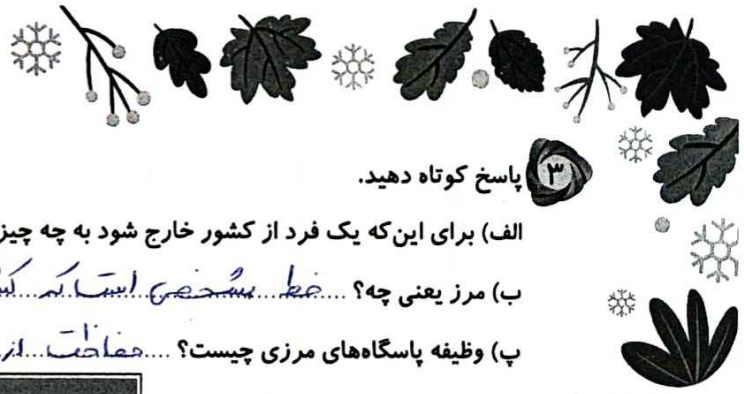 ۳ پاسخ کوتاه دهید.
الف) برای این‌که یک فرد از کشور خارج شود به چه چیز
ب) مرز یعنی چه؟ ....خط....مشخصی....است....که....
پ) وظیفه پاسگاه‌های مرزی چیست؟ ....حفاظت....از..